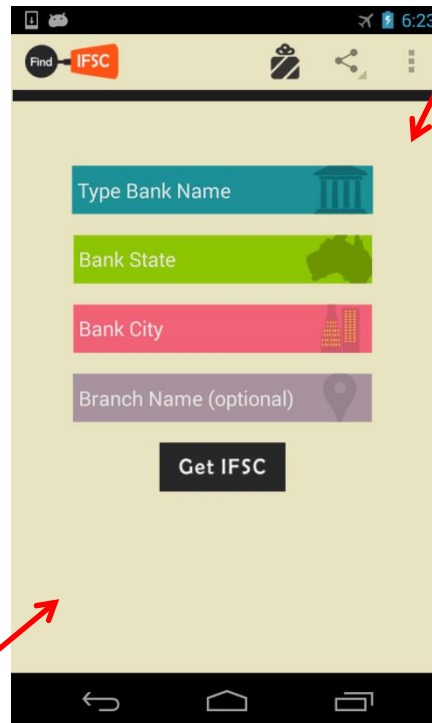 6:23
Find IFSC
Type Bank Name
Bank State
Bank City
Branch Name (optional)
Get IFSC